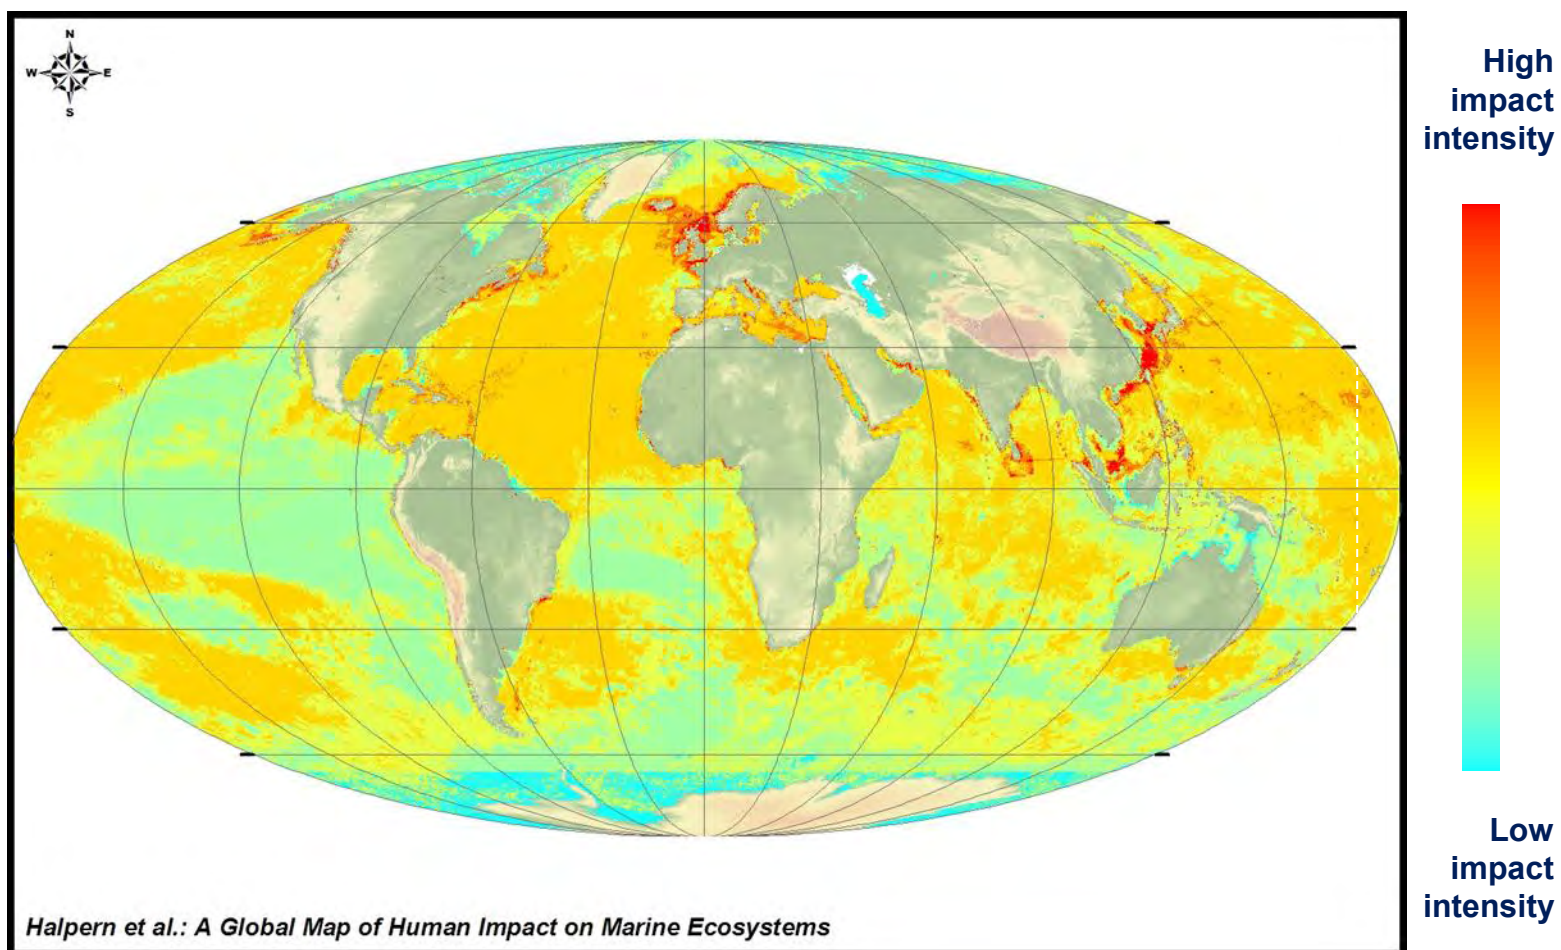 N
W E
S
High
impact
intensity
Low
impact
intensity
Halpern et al.: A Global Map of Human Impact on Marine Ecosystems